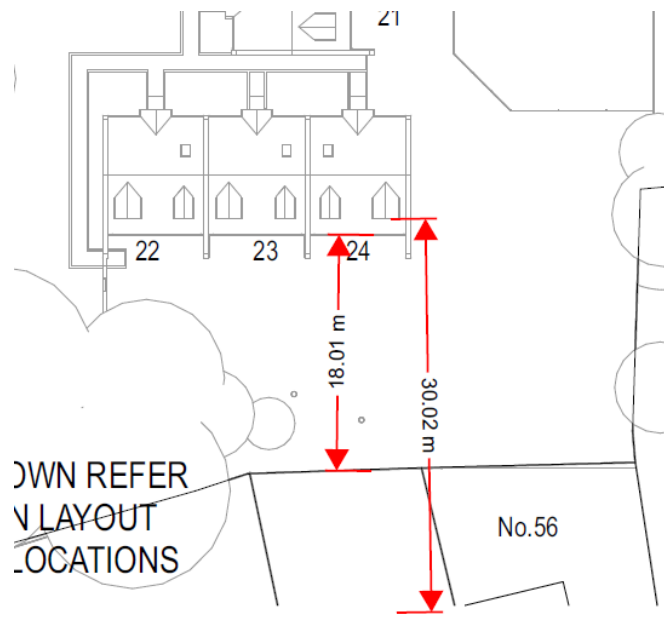 21
22
23
24
18.01 m
30.02 m
OWN REFER
N LAYOUT
LOCATIONS
No.56